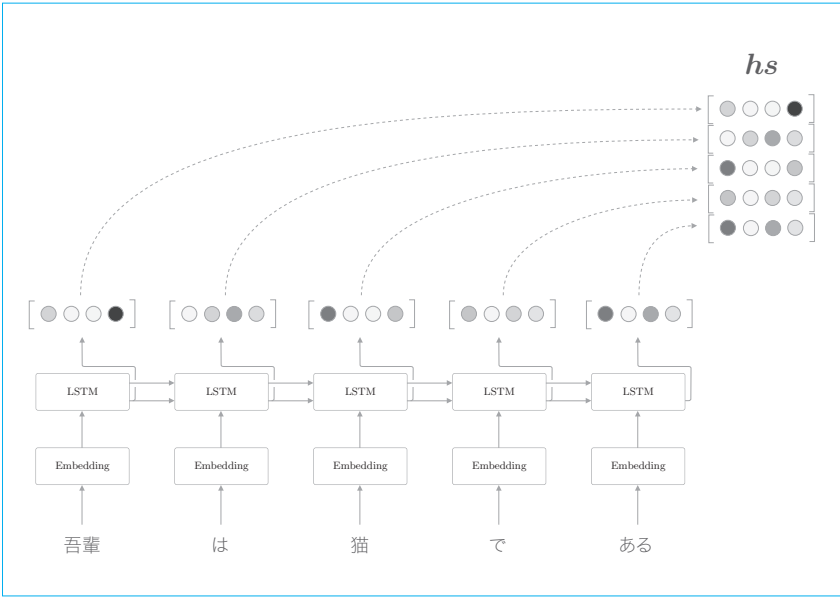 hs
LSTM LSTM LSTM LSTM LSTM
Embedding Embedding Embedding Embedding Embedding
吾輩 は 猫 で ある